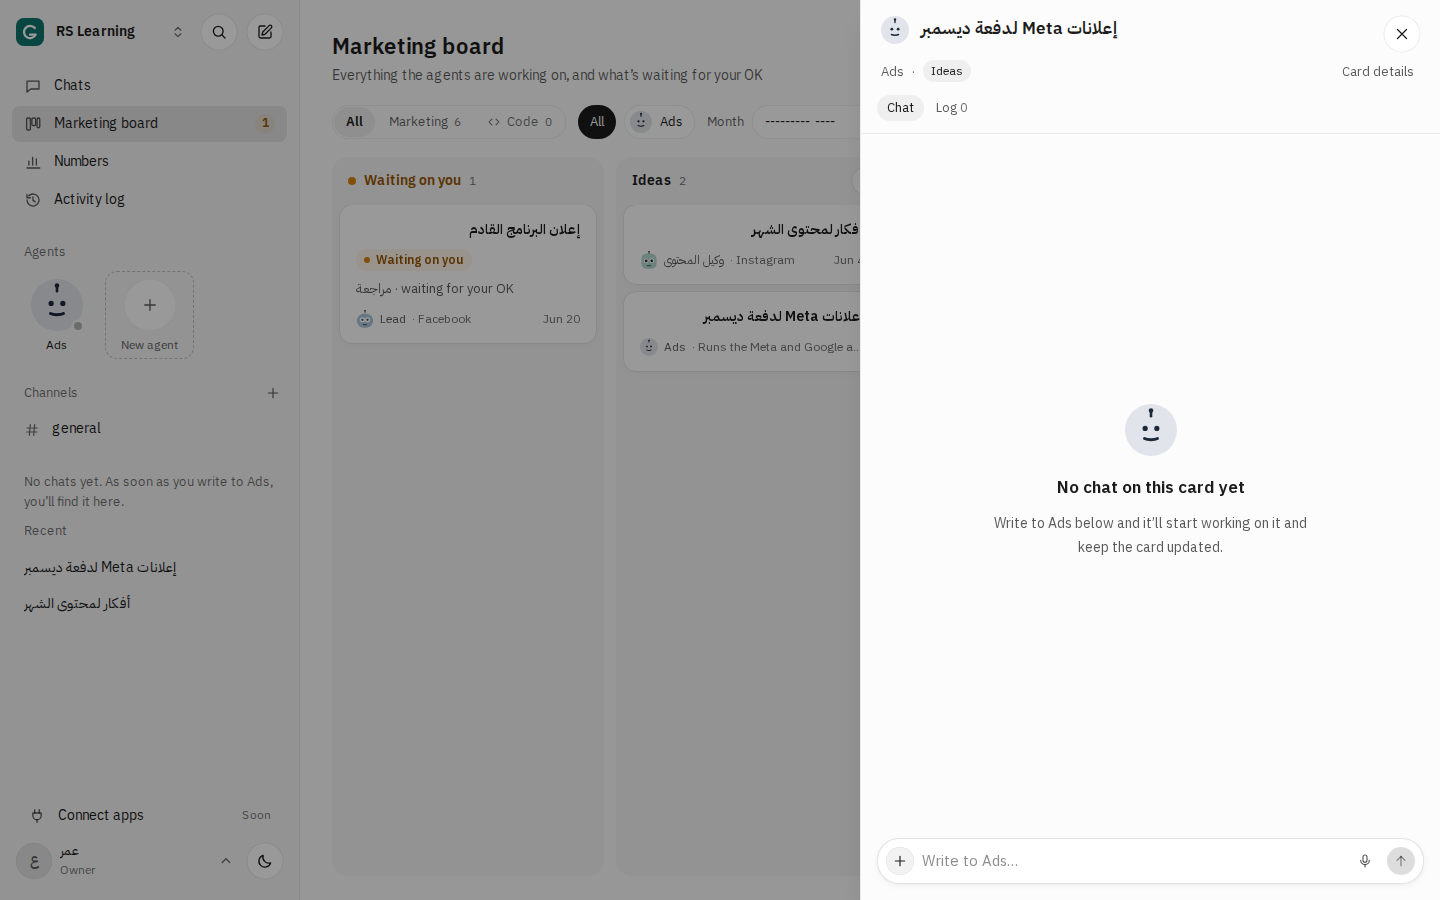 RS Learning
Chats
Marketing board 1
Numbers
Activity log
Agents
Ads
New agent
Channels
general
No chats yet. As soon as you write to Ads,
you'll find it here.
Recent
إعلانات Meta لدفعة ديسمبر
أفكار لمحتوى الشهر
Connect apps Soon
ع
عمر
Owner
Marketing board
Everything the agents are working on, and what's waiting for your OK
All Marketing 6 Code 0 All Ads Month --------- ----
Waiting on you 1
إعلان البرنامج القادم
Waiting on you
مراجعة · waiting for your OK
Lead · Facebook Jun 20
Ideas 2
فكار لمحتوى الشهر
وكيل المحتوى · Instagram Jun
علانات Meta لدفعة ديسمبر
Ads · Runs the Meta and Google a...
إعلانات Meta لدفعة ديسمبر
Ads · Ideas Card details
Chat Log 0
No chat on this card yet
Write to Ads below and it'll start working on it and
keep the card updated.
Write to Ads...